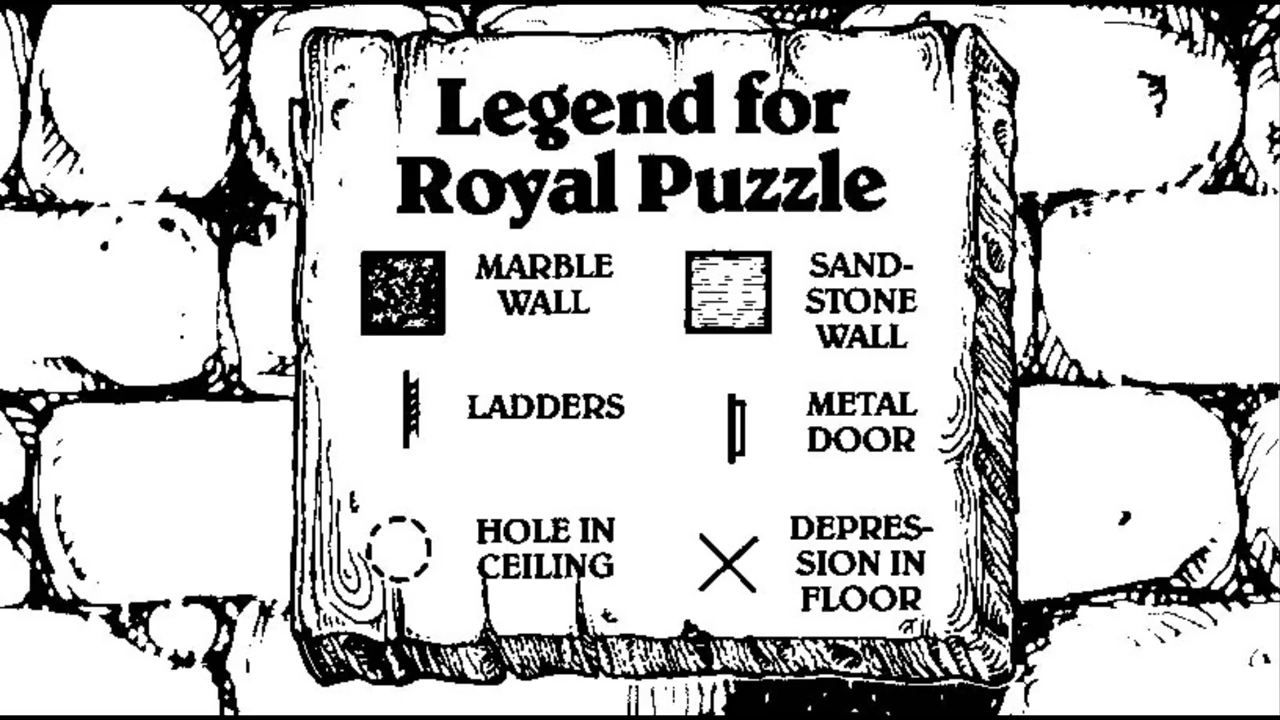 Legend for
Royal Puzzle
MARBLE
WALL
SAND-
STONE
WALL
LADDERS
METAL
DOOR
HOLE IN
CEILING
DEPRES-
SION IN
FLOOR